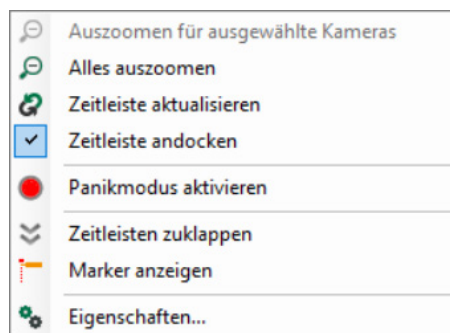 Auszoomen für ausgewählte Kameras
Alles auszoomen
Zeitleiste aktualisieren
Zeitleiste andocken
Panikmodus aktivieren
Zeitleisten zuklappen
Marker anzeigen
Eigenschaften...